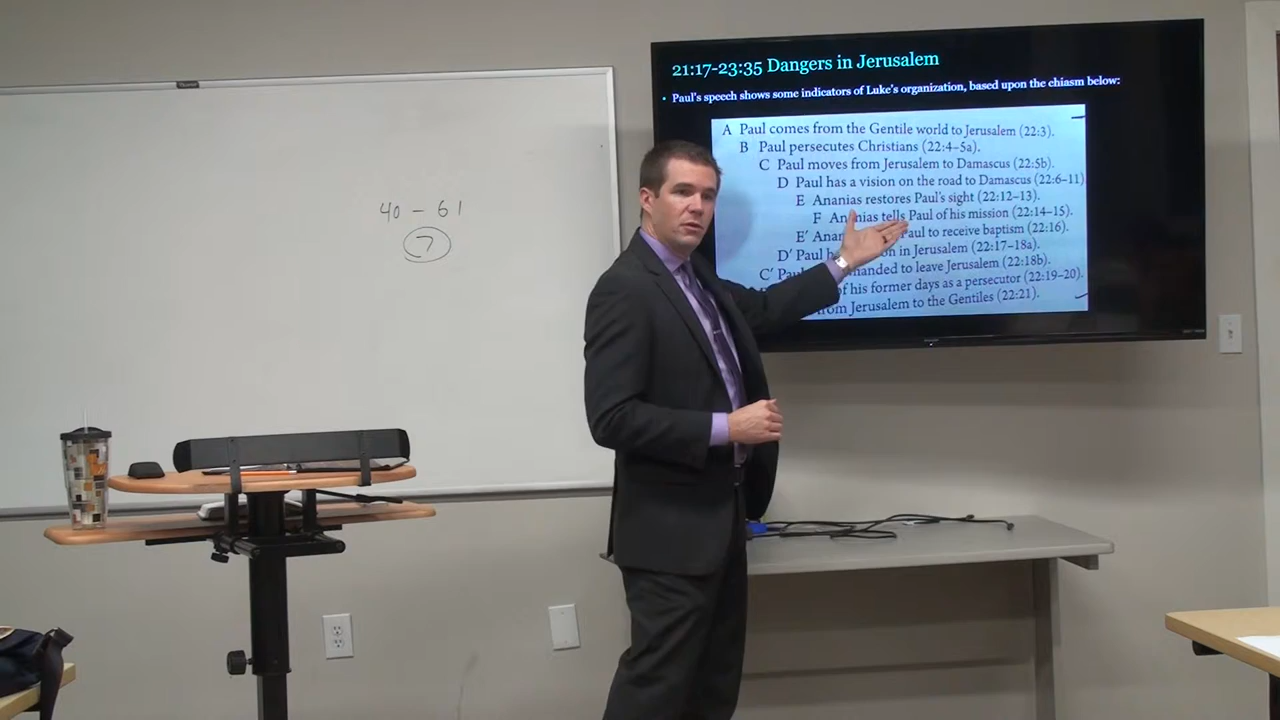 40 - 61
7
21:17-23:35 Dangers in Jerusalem
• Paul's speech shows some indicators of Luke's organization, based upon the chiasm below:
A Paul comes from the Gentile world to Jerusalem (22:3).
B Paul persecutes Christians (22:4–5a).
C Paul moves from Jerusalem to Damascus (22:5b).
D Paul has a vision on the road to Damascus (22:6–11)
E Ananias restores Paul's sight (22:12–13).
F Ananias tells Paul of his mission (22:14–15).
E′ Paul to receive baptism (22:16).
D′ Paul in Jerusalem (22:17–18a).
C′ to leave Jerusalem (22:18b).
of his former days as a persecutor (22:19–20).
from Jerusalem to the Gentiles (22:21).